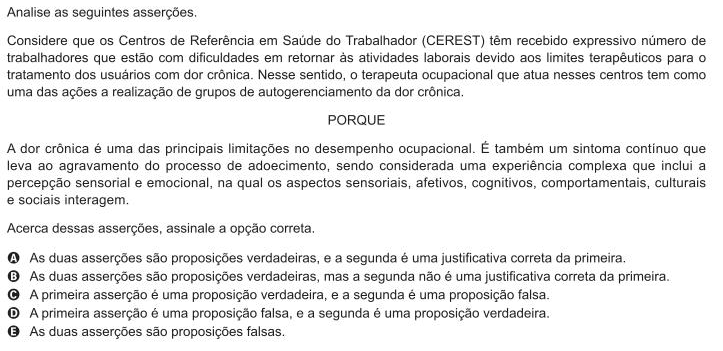 Analise as seguintes asserções.
Considere que os Centros de Referência em Saúde do Trabalhador (CEREST) têm recebido expressivo número de
trabalhadores que estão com dificuldades em retornar às atividades laborais devido aos limites terapêuticos para o
tratamento dos usuários com dor crônica. Nesse sentido, o terapeuta ocupacional que atua nesses centros tem como
uma das ações a realização de grupos de autogerenciamento da dor crônica.
PORQUE
A dor crônica é uma das principais limitações no desempenho ocupacional. É também um sintoma contínuo que
leva ao agravamento do processo de adoecimento, sendo considerada uma experiência complexa que inclui a
percepção sensorial e emocional, na qual os aspectos sensoriais, afetivos, cognitivos, comportamentais, culturais
e sociais interagem.
Acerca dessas asserções, assinale a opção correta.
A As duas asserções são proposições verdadeiras, e a segunda é uma justificativa correta da primeira.
B As duas asserções são proposições verdadeiras, mas a segunda não é uma justificativa correta da primeira.
C A primeira asserção é uma proposição verdadeira, e a segunda é uma proposição falsa.
D A primeira asserção é uma proposição falsa, e a segunda é uma proposição verdadeira.
E As duas asserções são proposições falsas.